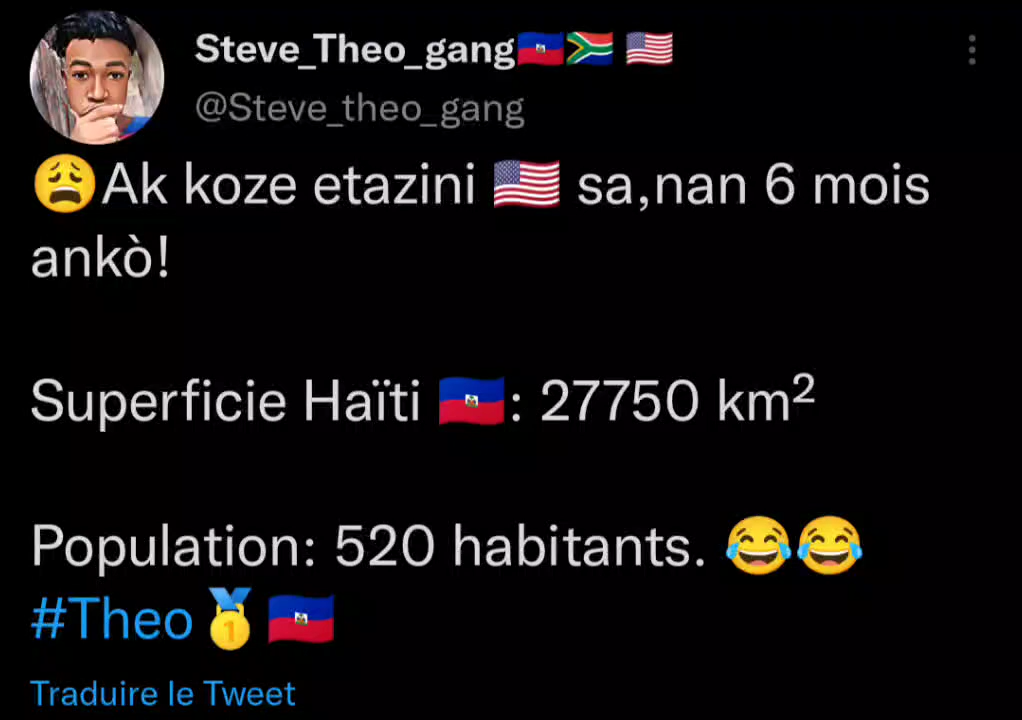 Steve_Theo_gang🇭🇹🇿🇦 🇺🇸
@Steve_theo_gang
😩Ak koze etazini 🇺🇸 sa,nan 6 mois
ankò!
Superficie Haïti 🇭🇹: 27750 km²
Population: 520 habitants. 😂😂
#Theo🥇🇭🇹
Traduire le Tweet